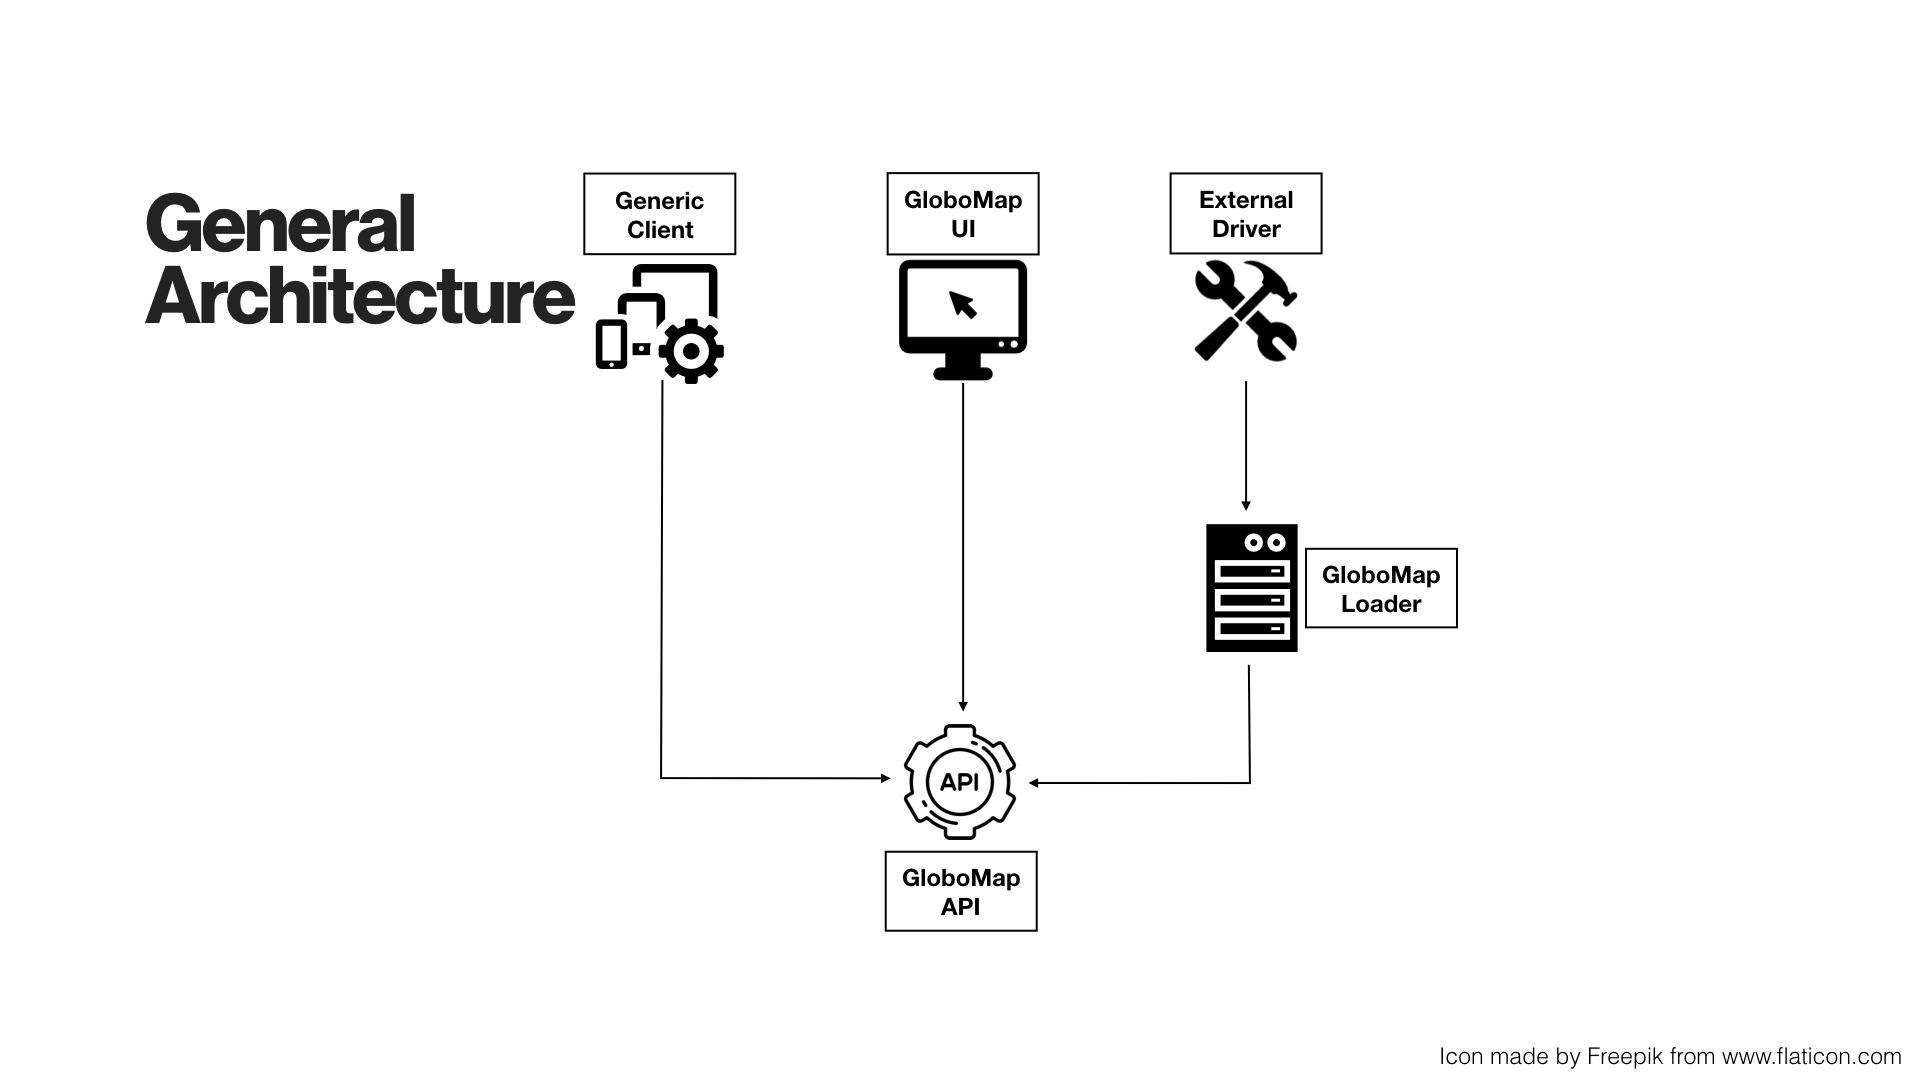 General
Architecture
Generic
Client
GloboMap
UI
External
Driver
GloboMap
Loader
API
GloboMap
API
Icon made by Freepik from www.flaticon.com